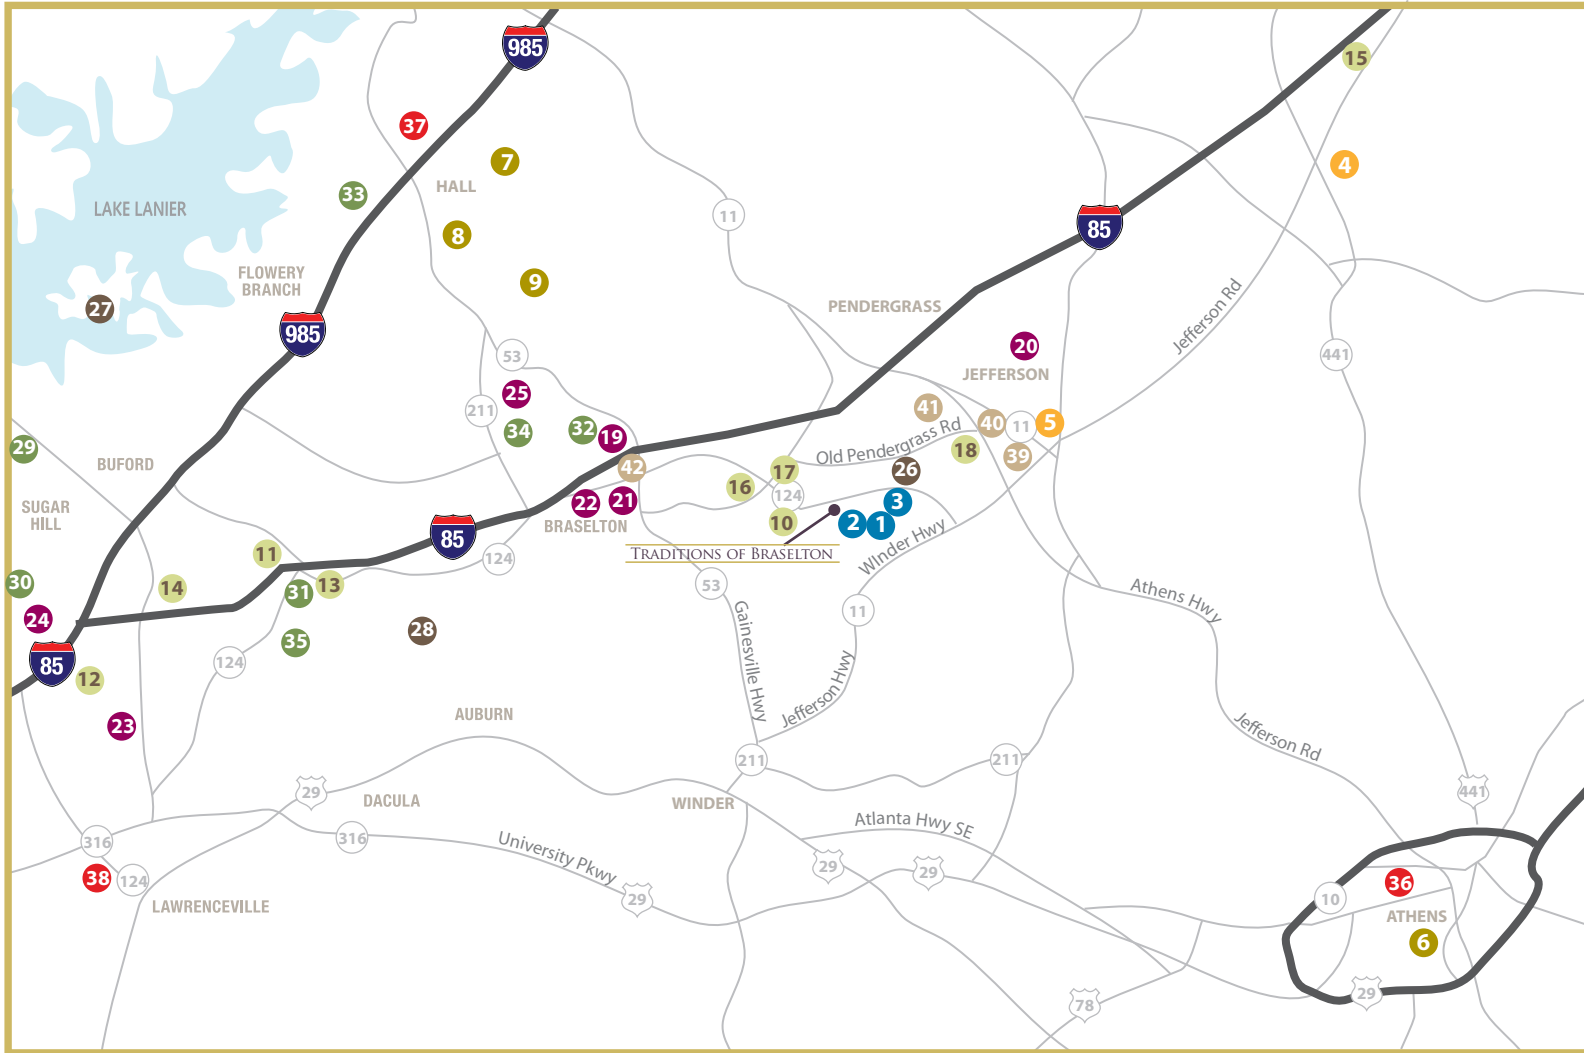 985
15
37
7
4
HALL
33
LAKE LANIER
11
85
8
FLOWERY
BRANCH
9
27
PENDERGRASS
Jefferson Rd
985
20
JEFFERSON
53
441
25
211
41
40
11
5
34
32
19
Old Pendergrass Rd
29
18
39
BUFORD
42
17
26
16
124
22
21
3
SUGAR
HILL
BRASELTON
10
2
1
85
WInder Hwy
11
TRADITIONS OF BRASELTON
124
30
14
13
31
53
Athens Hwy
24
11
28
Gainesville Hwy
35
85
124
12
Jefferson Hwy
23
AUBURN
Jefferson Rd
211
211
29
DACULA
WINDER
441
Atlanta Hwy SE
316
316
University Pkwy
29
29
38
124
36
29
10
LAWRENCEVILLE
ATHENS
6
29
78